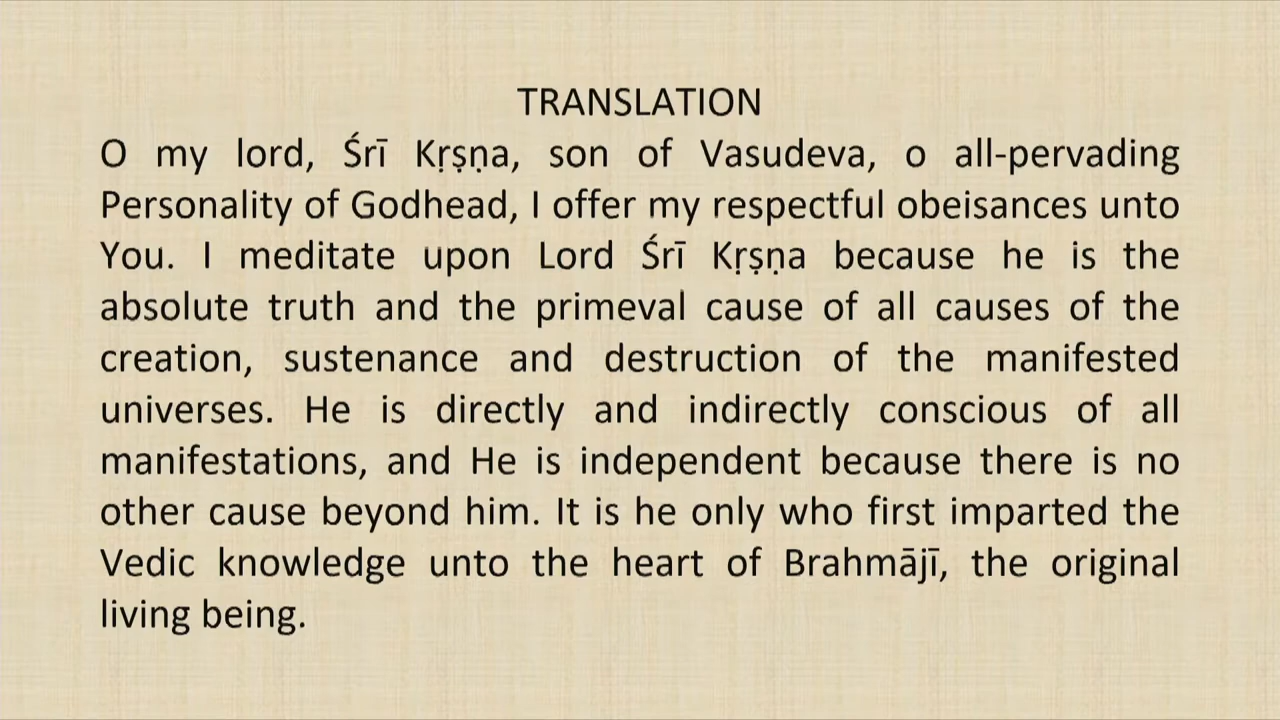 TRANSLATION
O my lord, Śrī Kṛṣṇa, son of Vasudeva, o all-pervading
Personality of Godhead, I offer my respectful obeisances unto
You. I meditate upon Lord Śrī Kṛṣṇa because he is the
absolute truth and the primeval cause of all causes of the
creation, sustenance and destruction of the manifested
universes. He is directly and indirectly conscious of all
manifestations, and He is independent because there is no
other cause beyond him. It is he only who first imparted the
Vedic knowledge unto the heart of Brahmājī, the original
living being.